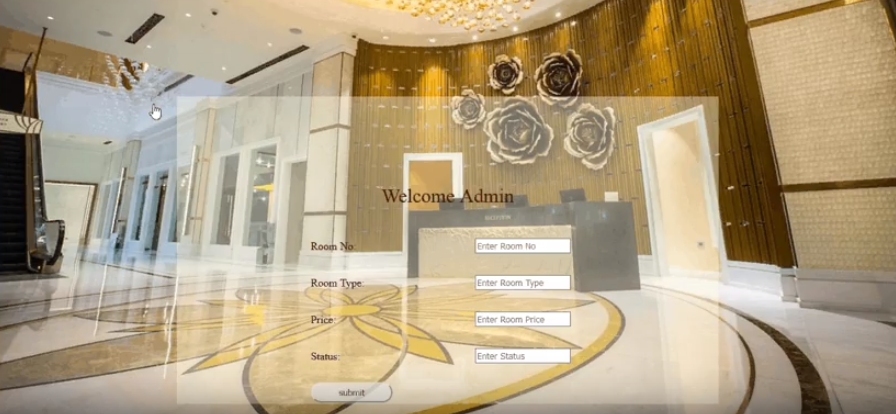 Welcome Admin
Room No:
Enter Room No
Room Type:
Enter Room Type
Price:
Enter Room Price
Status:
Enter Status
submit